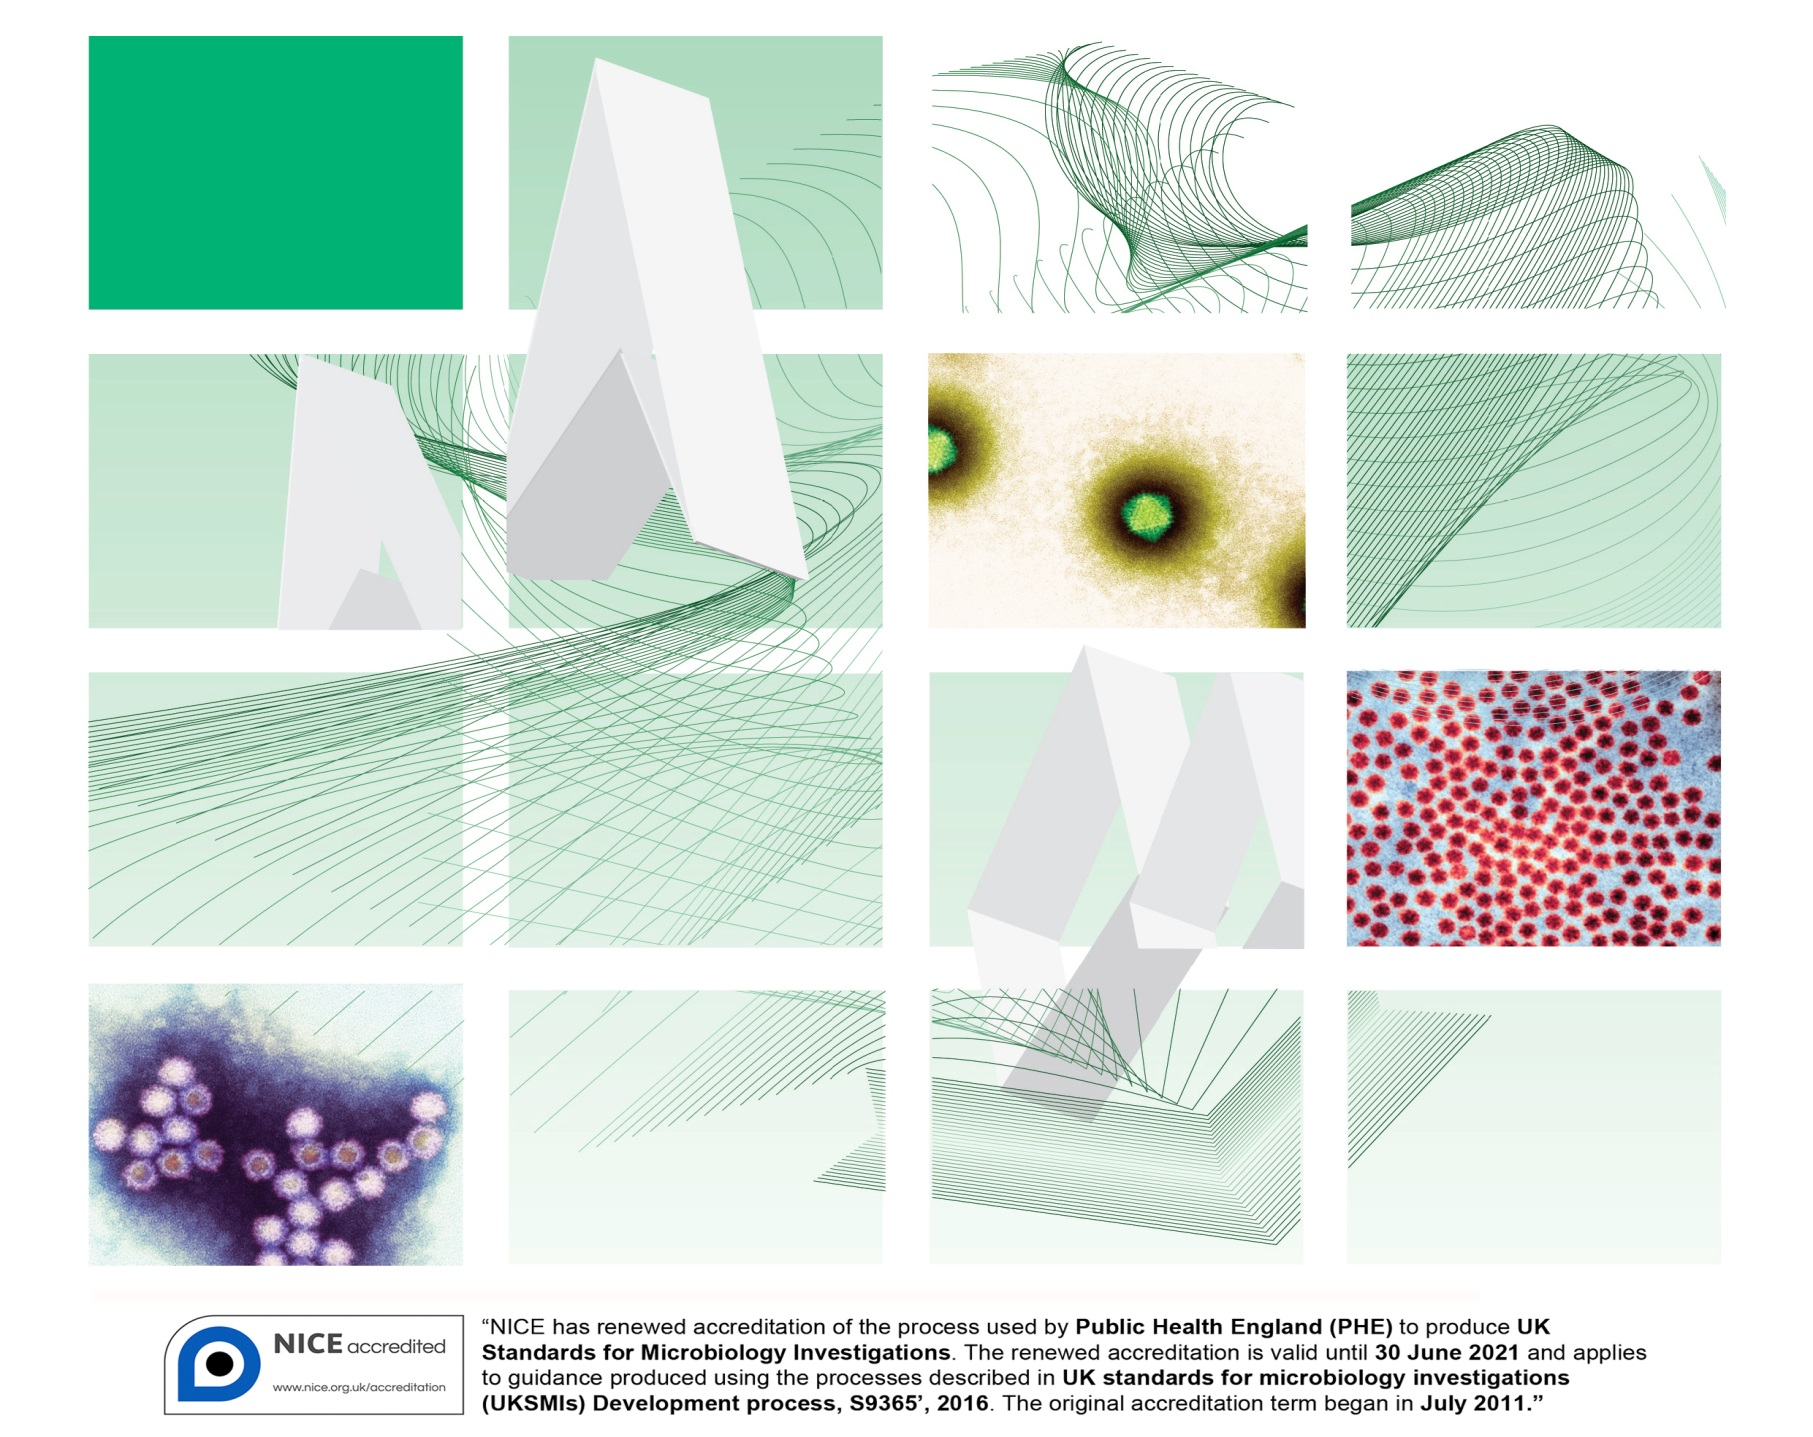 NICE accredited
www.nice.org.uk/accreditation
“NICE has renewed accreditation of the process used by Public Health England (PHE) to produce UK
Standards for Microbiology Investigations. The renewed accreditation is valid until 30 June 2021 and applies
to guidance produced using the processes described in UK standards for microbiology investigations
(UKSMIs) Development process, S9365’, 2016. The original accreditation term began in July 2011.”